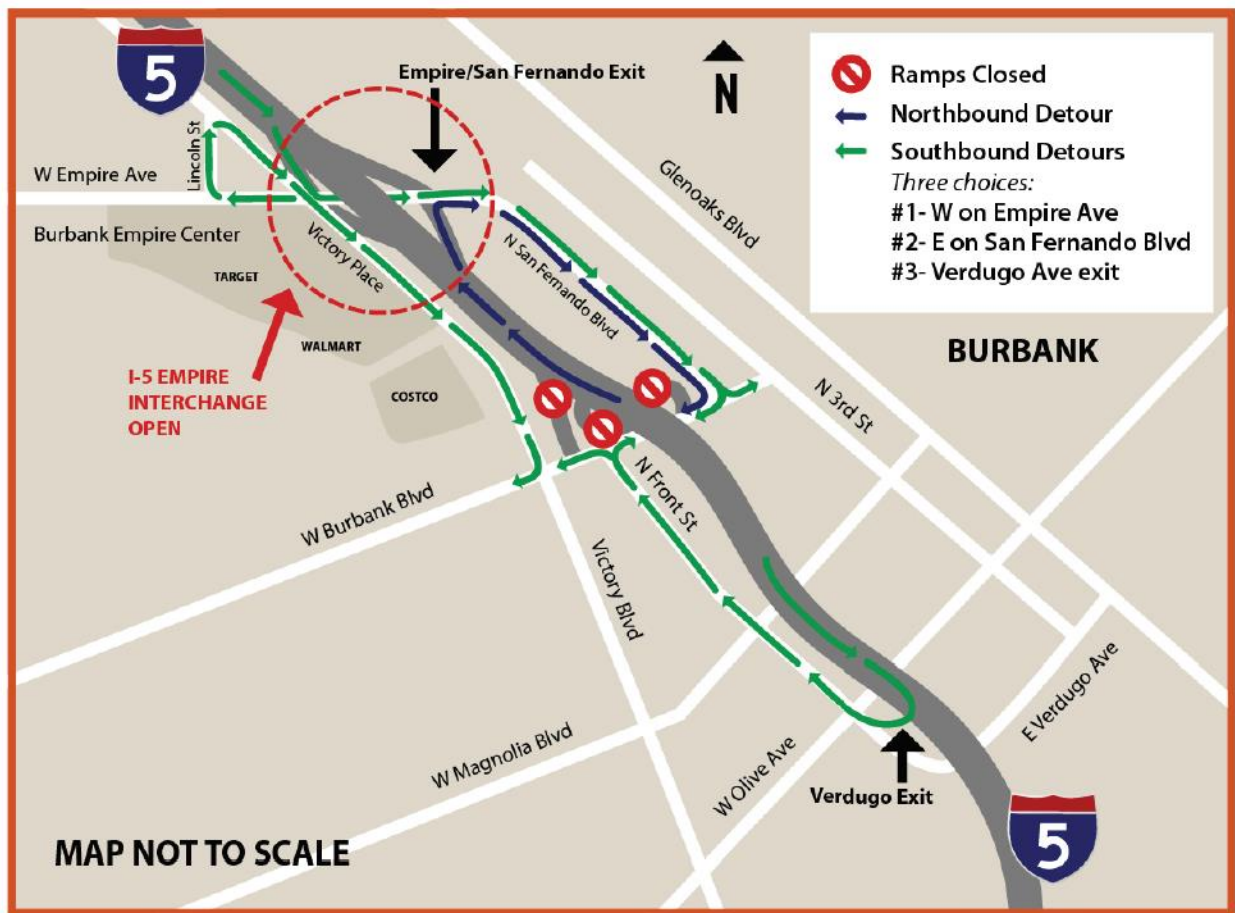 5
Empire/San Fernando Exit
N
Ramps Closed
Northbound Detour
Southbound Detours
Three choices:
#1- W on Empire Ave
#2- E on San Fernando Blvd
#3- Verdugo Ave exit
Lincoln St
W Empire Ave
Glenoaks Blvd
Burbank Empire Center
Victory Place
N San Fernando Blvd
TARGET
WALMART
BURBANK
I-5 EMPIRE
INTERCHANGE
OPEN
COSTCO
N 3rd St
N Front St
W Burbank Blvd
Victory Blvd
E Verdugo Ave
W Magnolia Blvd
W Olive Ave
Verdugo Exit
MAP NOT TO SCALE
5